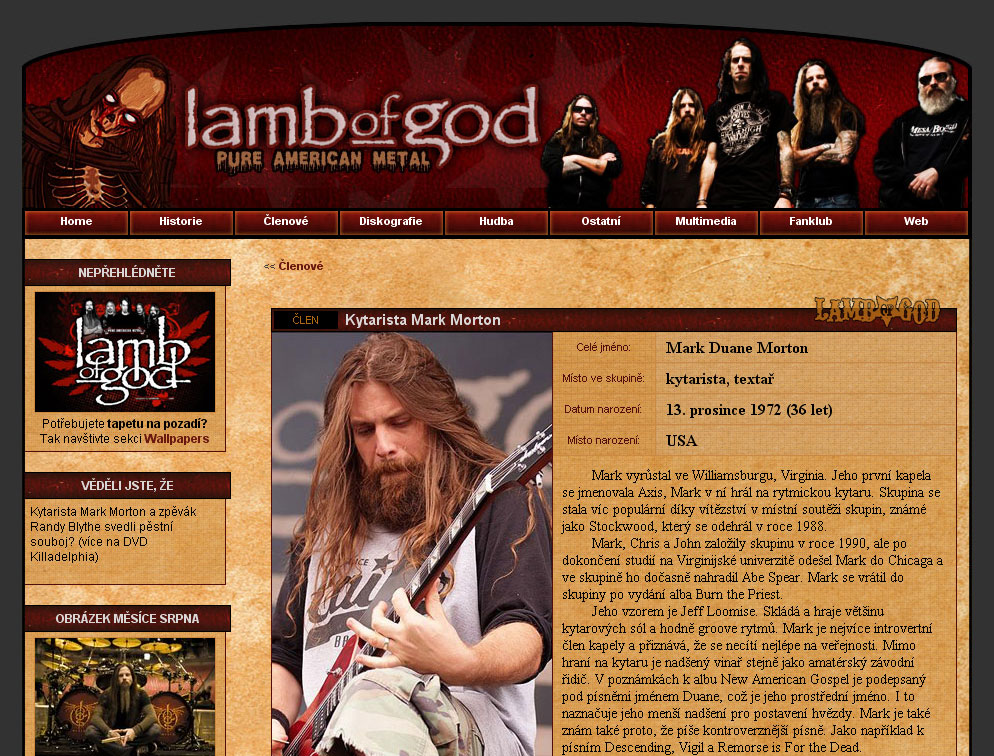 lamb of god
PURE AMERICAN METAL
Home Historie Členové Diskografie Hudba Ostatní Multimedia Fanklub Web
NEPŘEHLÉDNĚTE
lamb
of god
Potřebujete tapetu na pozadí?
Tak navštivte sekci Wallpapers
VĚDĚLI JSTE, ŽE
Kytarista Mark Morton a zpěvák
Randy Blythe svedli pěstní
souboj? (více na DVD
Killadelphia)
OBRÁZEK MĚSÍCE SRPNA
<< Členové
LAMB OF GOD
ČLEN Kytarista Mark Morton
Celé jméno: Mark Duane Morton
Místo ve skupině: kytarista, textař
Datum narození: 13. prosince 1972 (36 let)
Místo narození: USA
Mark vyrůstal ve Williamsburgu, Virginia. Jeho první kapela
se jmenovala Axis, Mark v ní hrál na rytmickou kytaru. Skupina se
stala víc populární díky vítězství v místní soutěži skupin, známé
jako Stockwood, který se odehrál v roce 1988.
Mark, Chris a John založily skupinu v roce 1990, ale po
dokončení studií na Virginijské univerzitě odešel Mark do Chicaga a
ve skupině ho dočasně nahradil Abe Spear. Mark se vrátil do
skupiny po vydání alba Burn the Priest.
Jeho vzorem je Jeff Loomise. Skládá a hraje většinu
kytarových sól a hodně groove rytmů. Mark je nejvíce introvertní
člen kapely a přiznává, že se necítí nejlépe na veřejnosti. Mimo
hraní na kytaru je nadšený vinař stejně jako amatérský závodní
řidič. V poznámkách k albu New American Gospel je podepsaný
pod písněmi jménem Duane, což je jeho prostřední jméno. I to
naznačuje jeho menší nadšení pro postavení hvězdy. Mark je také
znám také proto, že píše kontroverznější písně. Jako například k
písním Descending, Vigil a Remorse is For the Dead.